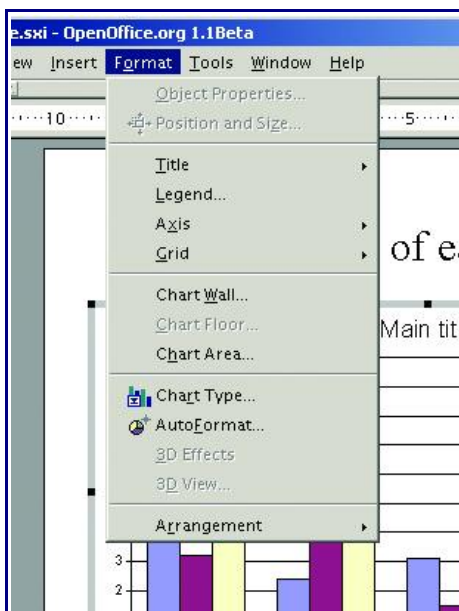 e.sxi - OpenOffice.org 1.1Beta
ew Insert Format Tools Window Help
Object Properties...
10 Position and Size... 5
Title
Legend...
Axis
Grid
of ea
Chart Wall...
Chart Floor...
Main tit
Chart Area...
Chart Type...
AutoFormat...
3D Effects
3D View...
Arrangement
3
2